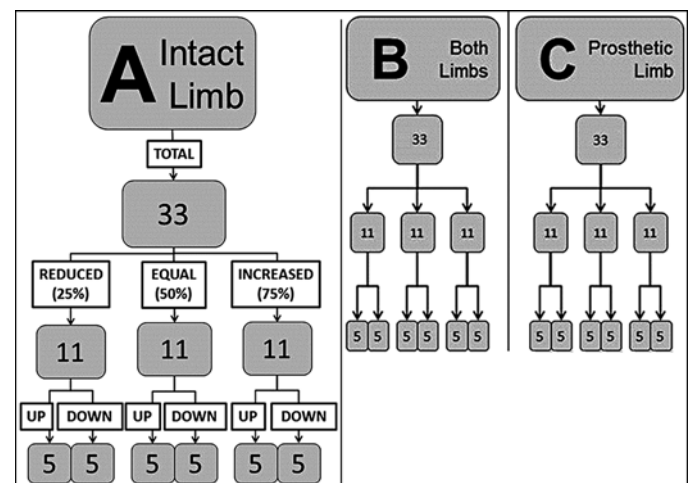 A Intact
Limb
TOTAL
33
REDUCED
(25%)
EQUAL
(50%)
INCREASED
(75%)
11 11 11
UP DOWN UP DOWN UP DOWN
5 5 5 5 5 5
B Both
Limbs
33
11 11 11
5 5 5 5 5 5
C Prosthetic
Limb
33
11 11 11
5 5 5 5 5 5